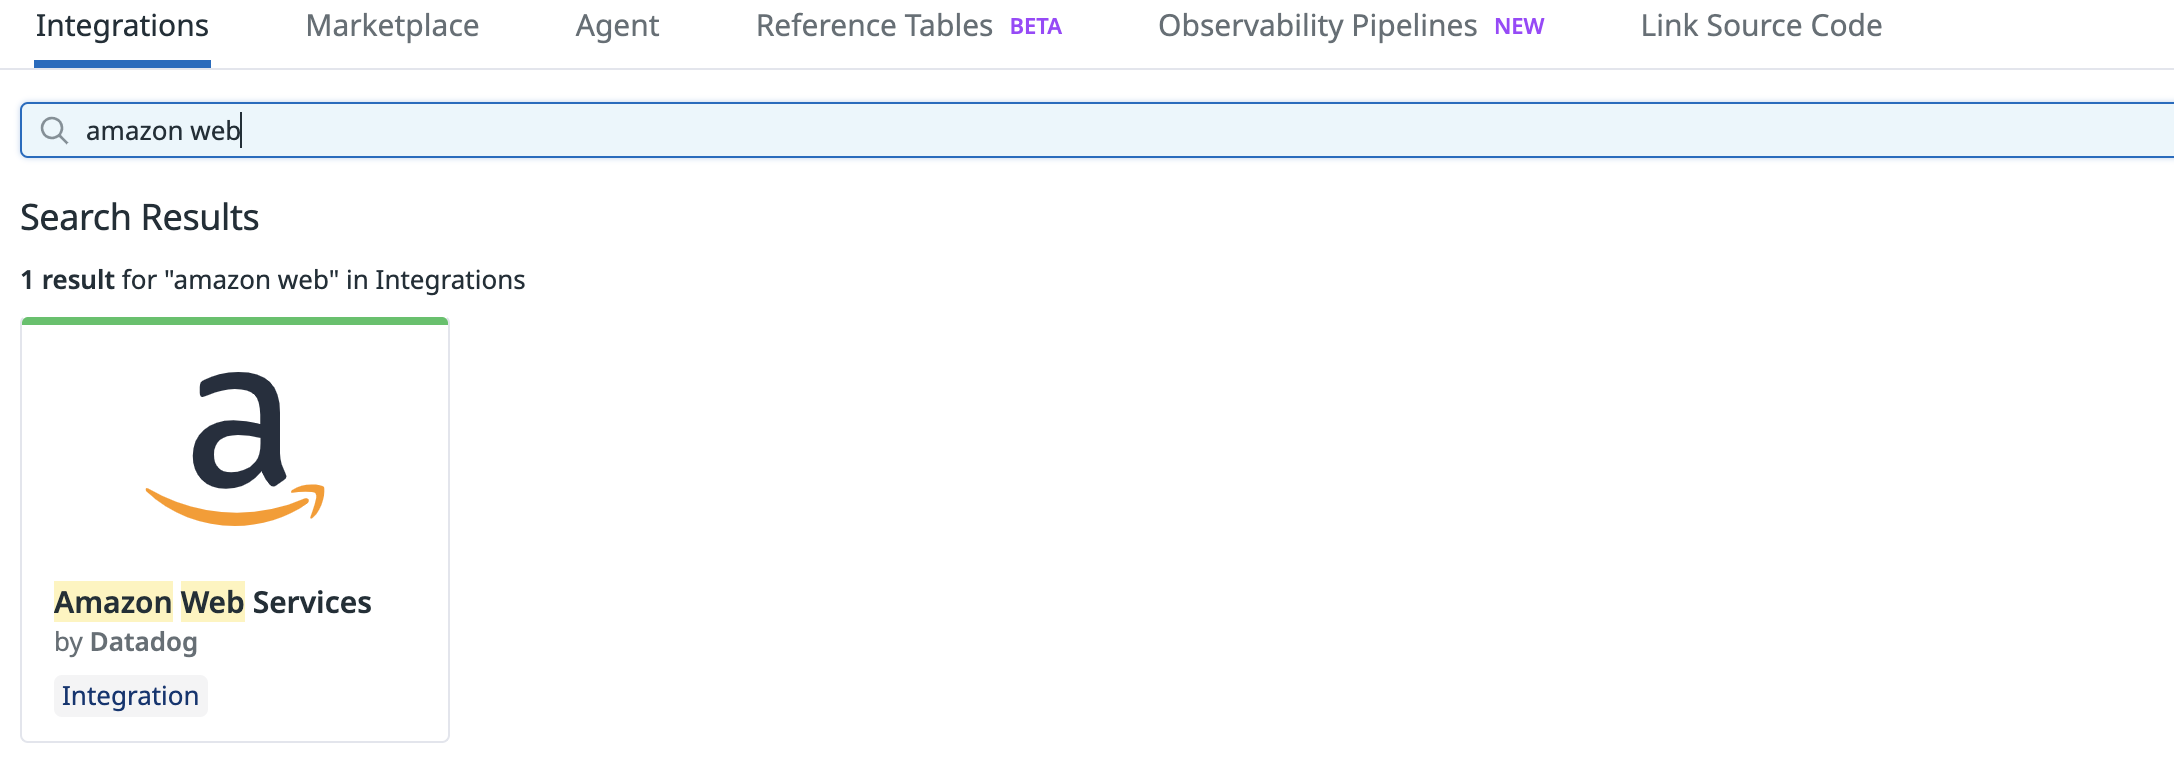 Integrations Marketplace Agent Reference Tables BETA Observability Pipelines NEW Link Source Code
amazon web
Search Results
1 result for "amazon web" in Integrations
a
Amazon Web Services
by Datadog
Integration